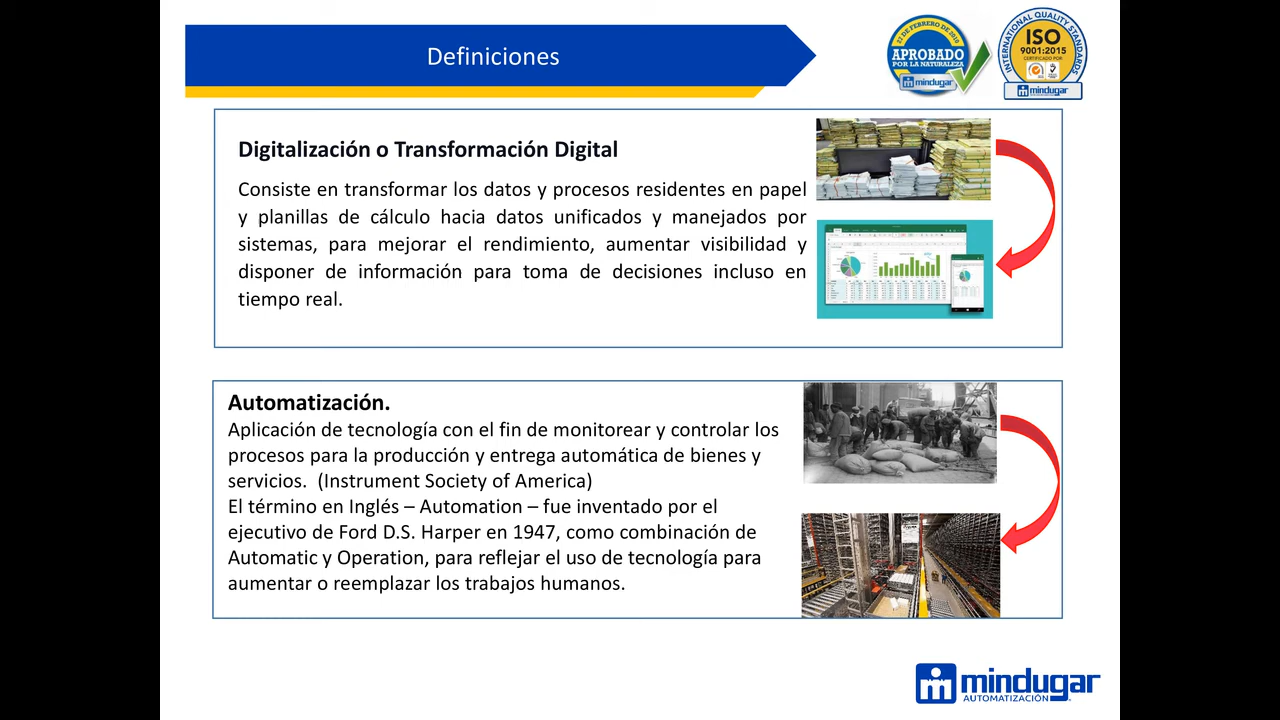 Definiciones
27 DE FEBRERO DE 2010
APROBADO
POR LA NATURALEZA
mindugar
INTERNATIONAL QUALITY STANDARDS
ISO
9001:2015
CERTIFICADO POR
mindugar
Digitalización o Transformación Digital
Consiste en transformar los datos y procesos residentes en papel
y planillas de cálculo hacia datos unificados y manejados por
sistemas, para mejorar el rendimiento, aumentar visibilidad y
disponer de información para toma de decisiones incluso en
tiempo real.
Automatización.
Aplicación de tecnología con el fin de monitorear y controlar los
procesos para la producción y entrega automática de bienes y
servicios.  (Instrument Society of America)
El término en Inglés – Automation – fue inventado por el
ejecutivo de Ford D.S. Harper en 1947, como combinación de
Automatic y Operation, para reflejar el uso de tecnología para
aumentar o reemplazar los trabajos humanos.
mindugar
AUTOMATIZACIÓN